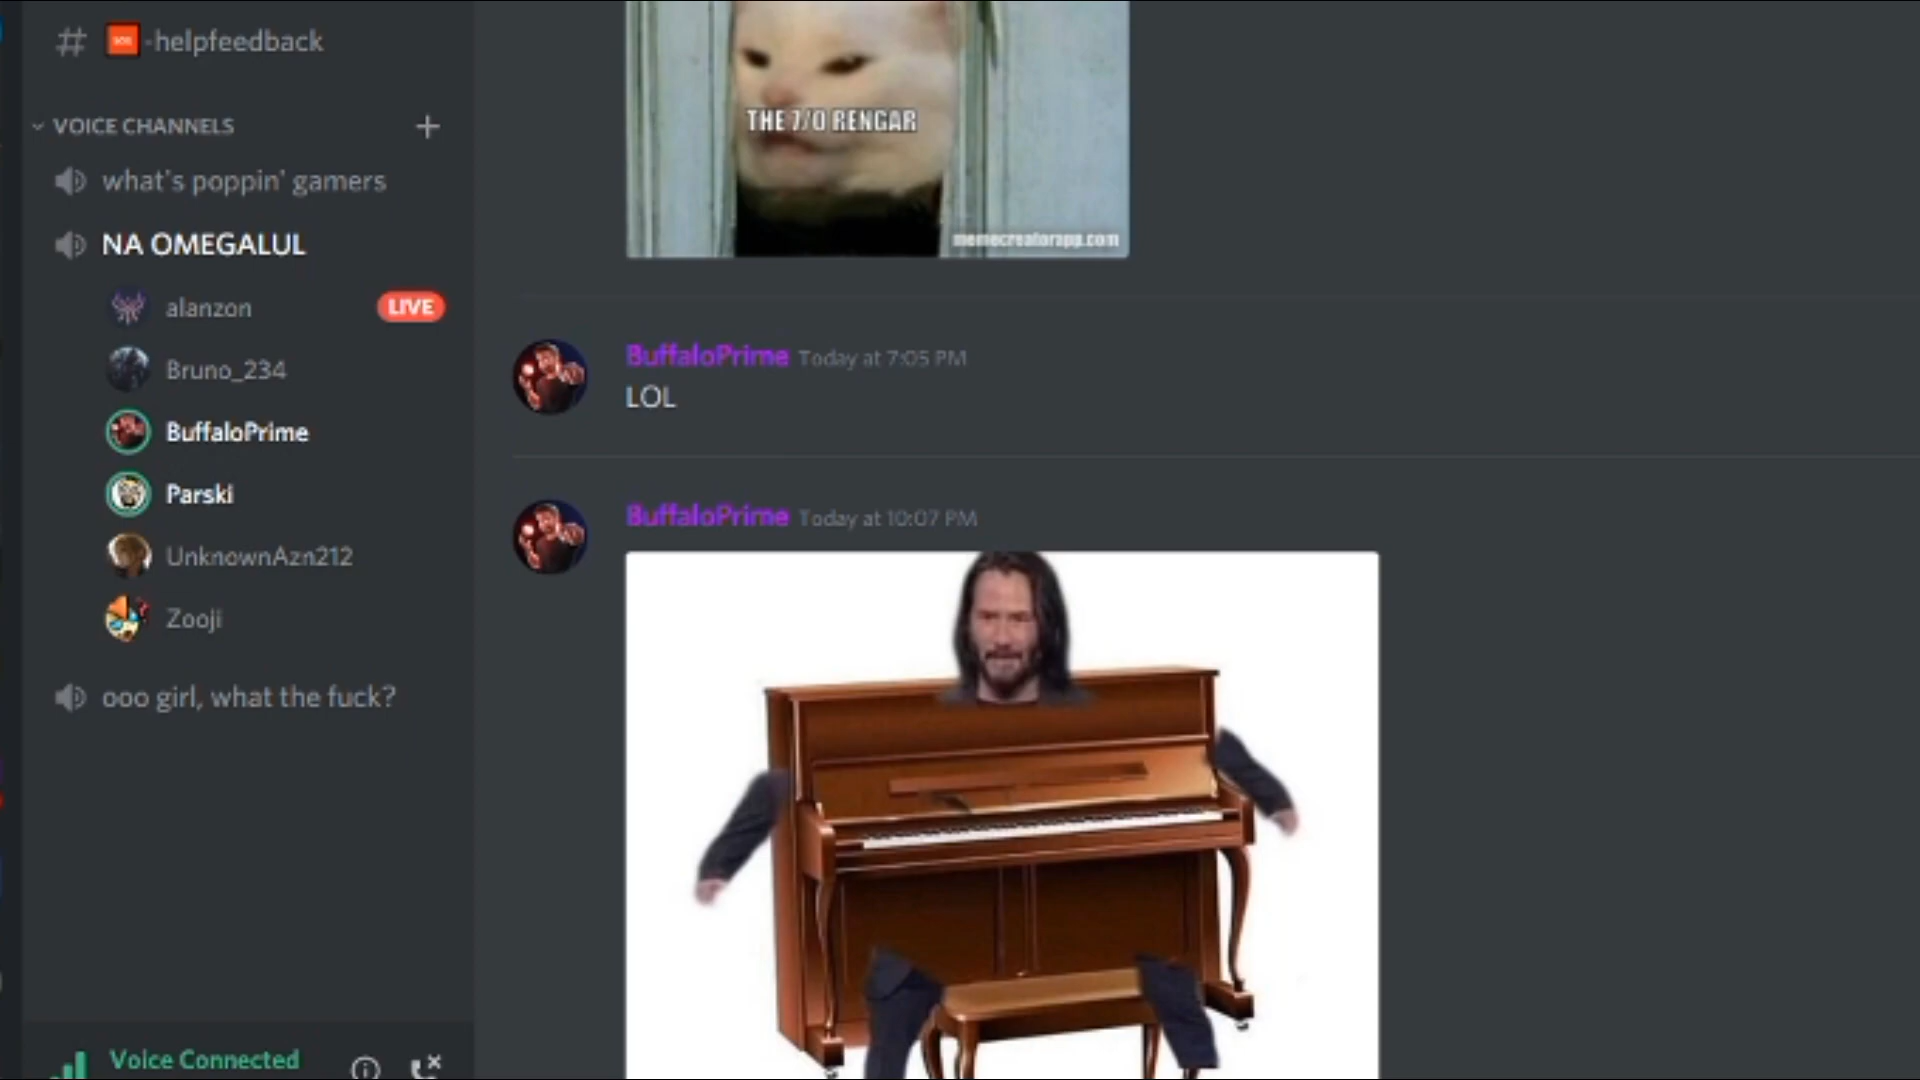 -helpfeedback
VOICE CHANNELS
what's poppin' gamers
NA OMEGALUL
alanzon
LIVE
Bruno_234
BuffaloPrime
Parski
UnknownAzn212
Zooji
ooo girl, what the fuck?
Voice Connected
THE 7/0 RENGAR
memecreatorapp.com
BuffaloPrime Today at 7:05 PM
LOL
BuffaloPrime Today at 10:07 PM